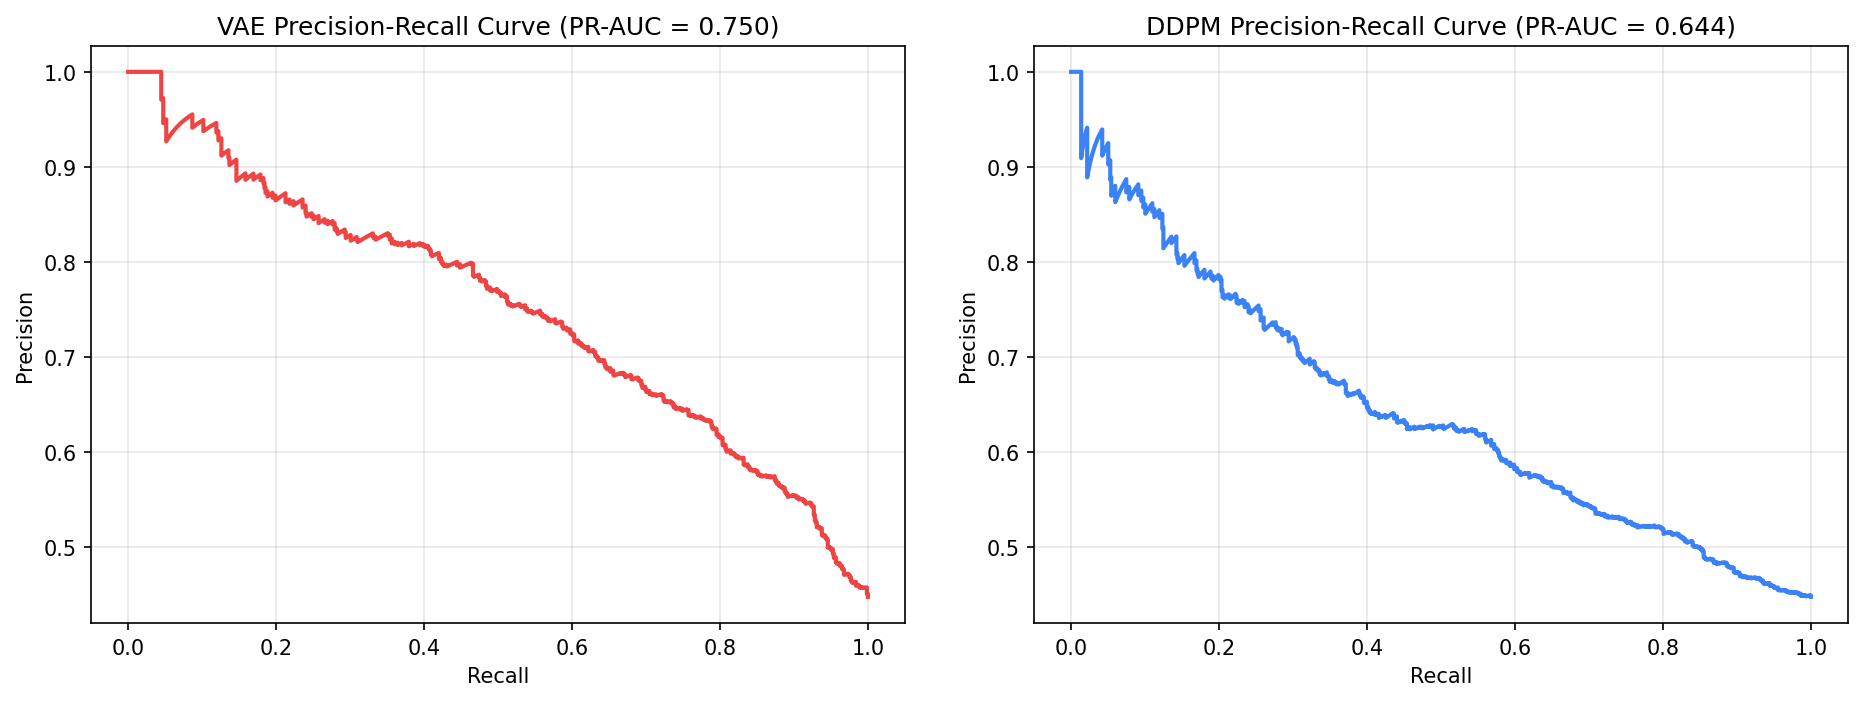 VAE Precision-Recall Curve (PR-AUC = 0.750)
1.0
0.9
0.8
0.7
0.6
0.5
Precision
0.0 0.2 0.4 0.6 0.8 1.0
Recall
DDPM Precision-Recall Curve (PR-AUC = 0.644)
1.0
0.9
0.8
0.7
0.6
0.5
Precision
0.0 0.2 0.4 0.6 0.8 1.0
Recall